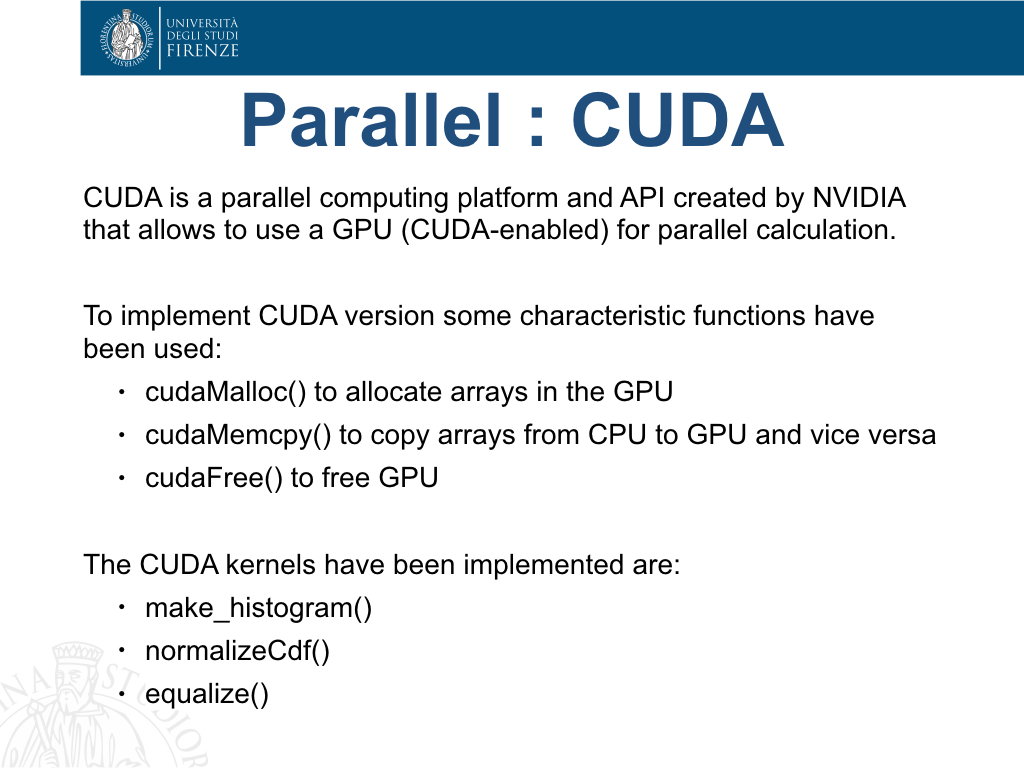 UNIVERSITÀ
DEGLI STUDI
FIRENZE
Parallel : CUDA
CUDA is a parallel computing platform and API created by NVIDIA
that allows to use a GPU (CUDA-enabled) for parallel calculation.
To implement CUDA version some characteristic functions have
been used:
• cudaMalloc() to allocate arrays in the GPU
• cudaMemcpy() to copy arrays from CPU to GPU and vice versa
• cudaFree() to free GPU
The CUDA kernels have been implemented are:
• make_histogram()
• normalizeCdf()
• equalize()